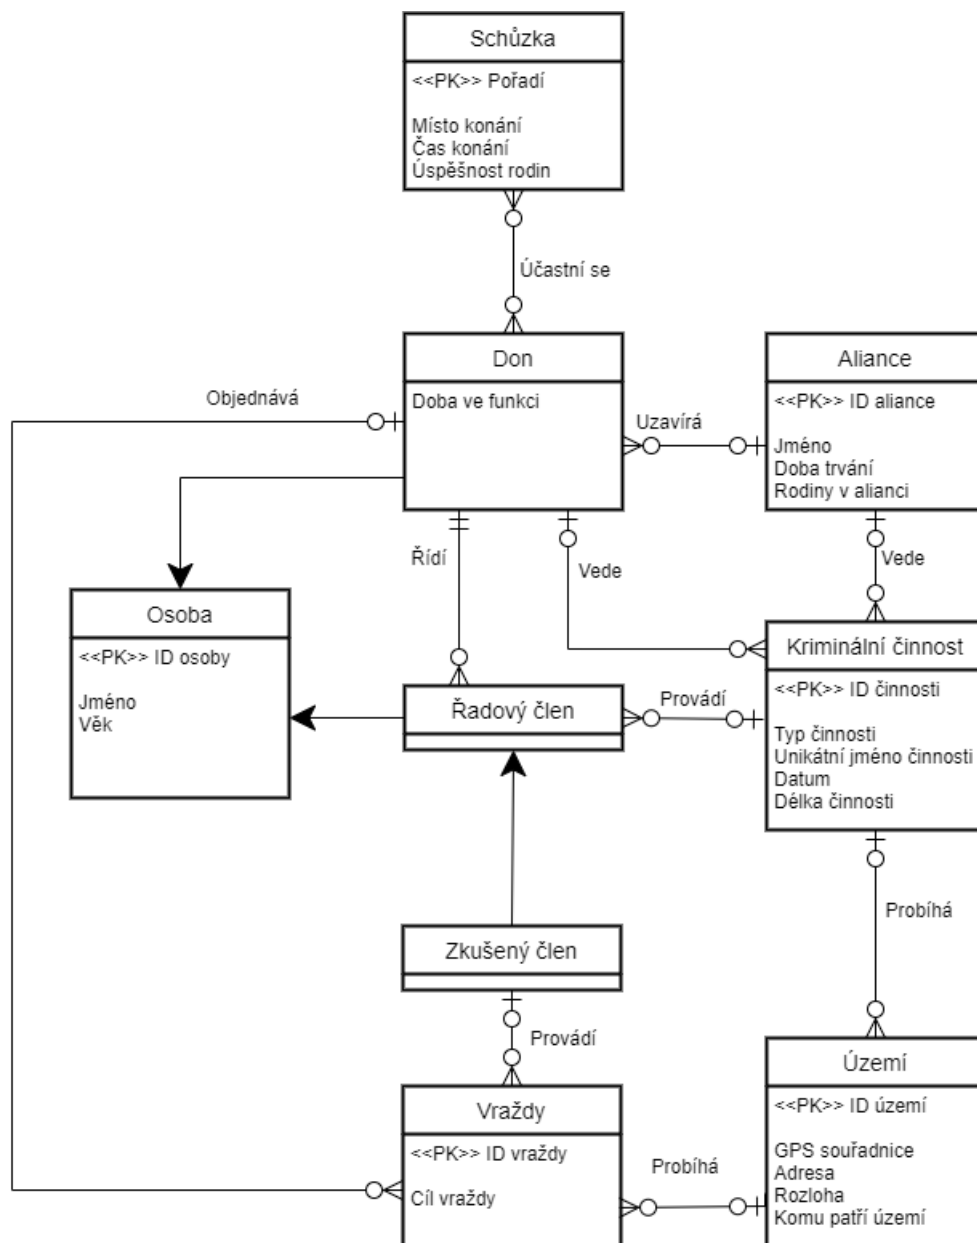 Schůzka
<<PK>> Pořadí
Místo konání
Čas konání
Úspěšnost rodin
Účastní se
Don
Doba ve funkci
Aliance
<<PK>> ID aliance
Jméno
Doba trvání
Rodiny v alianci
Objednává
Uzavírá
Řídí
Vede
Vede
Osoba
<<PK>> ID osoby
Jméno
Věk
Řadový člen
Provádí
Kriminální činnost
<<PK>> ID činnosti
Typ činnosti
Unikátní jméno činnosti
Datum
Délka činnosti
Probíhá
Zkušený člen
Provádí
Vraždy
<<PK>> ID vraždy
Cíl vraždy
Probíhá
Území
<<PK>> ID území
GPS souřadnice
Adresa
Rozloha
Komu patří území